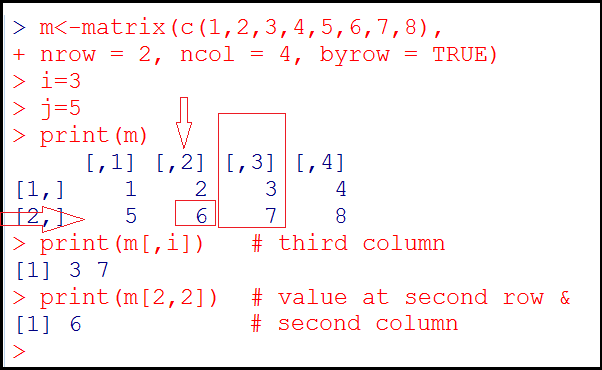 > m<-matrix(c(1,2,3,4,5,6,7,8),
+ nrow = 2, ncol = 4, byrow = TRUE)
> i=3
> j=5
> print(m)
     [,1] [,2] [,3] [,4]
[1,]    1    2    3    4
[2,]    5    6    7    8
> print(m[,i])   # third column
[1] 3 7
> print(m[2,2])  # value at second row &
[1] 6            # second column
>